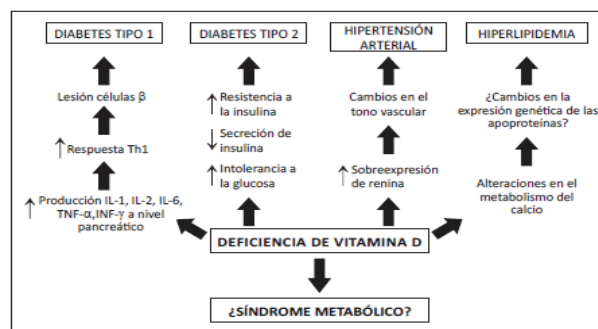 DIABETES TIPO 1
DIABETES TIPO 2
HIPERTENSIÓN
ARTERIAL
HIPERLIPIDEMIA
Lesión células β
↑ Respuesta Th1
↑ Producción IL-1, IL-2, IL-6,
TNF-α,INF-γ a nivel
pancreático
↑ Resistencia a
la insulina
↓ Secreción de
insulina
↑ Intolerancia a
la glucosa
Cambios en el
tono vascular
↑ Sobreexpresión de
renina
¿Cambios en la
expresión genética de las
apoproteínas?
Alteraciones en el
metabolismo del
calcio
DEFICIENCIA DE VITAMINA D
¿SÍNDROME METABÓLICO?